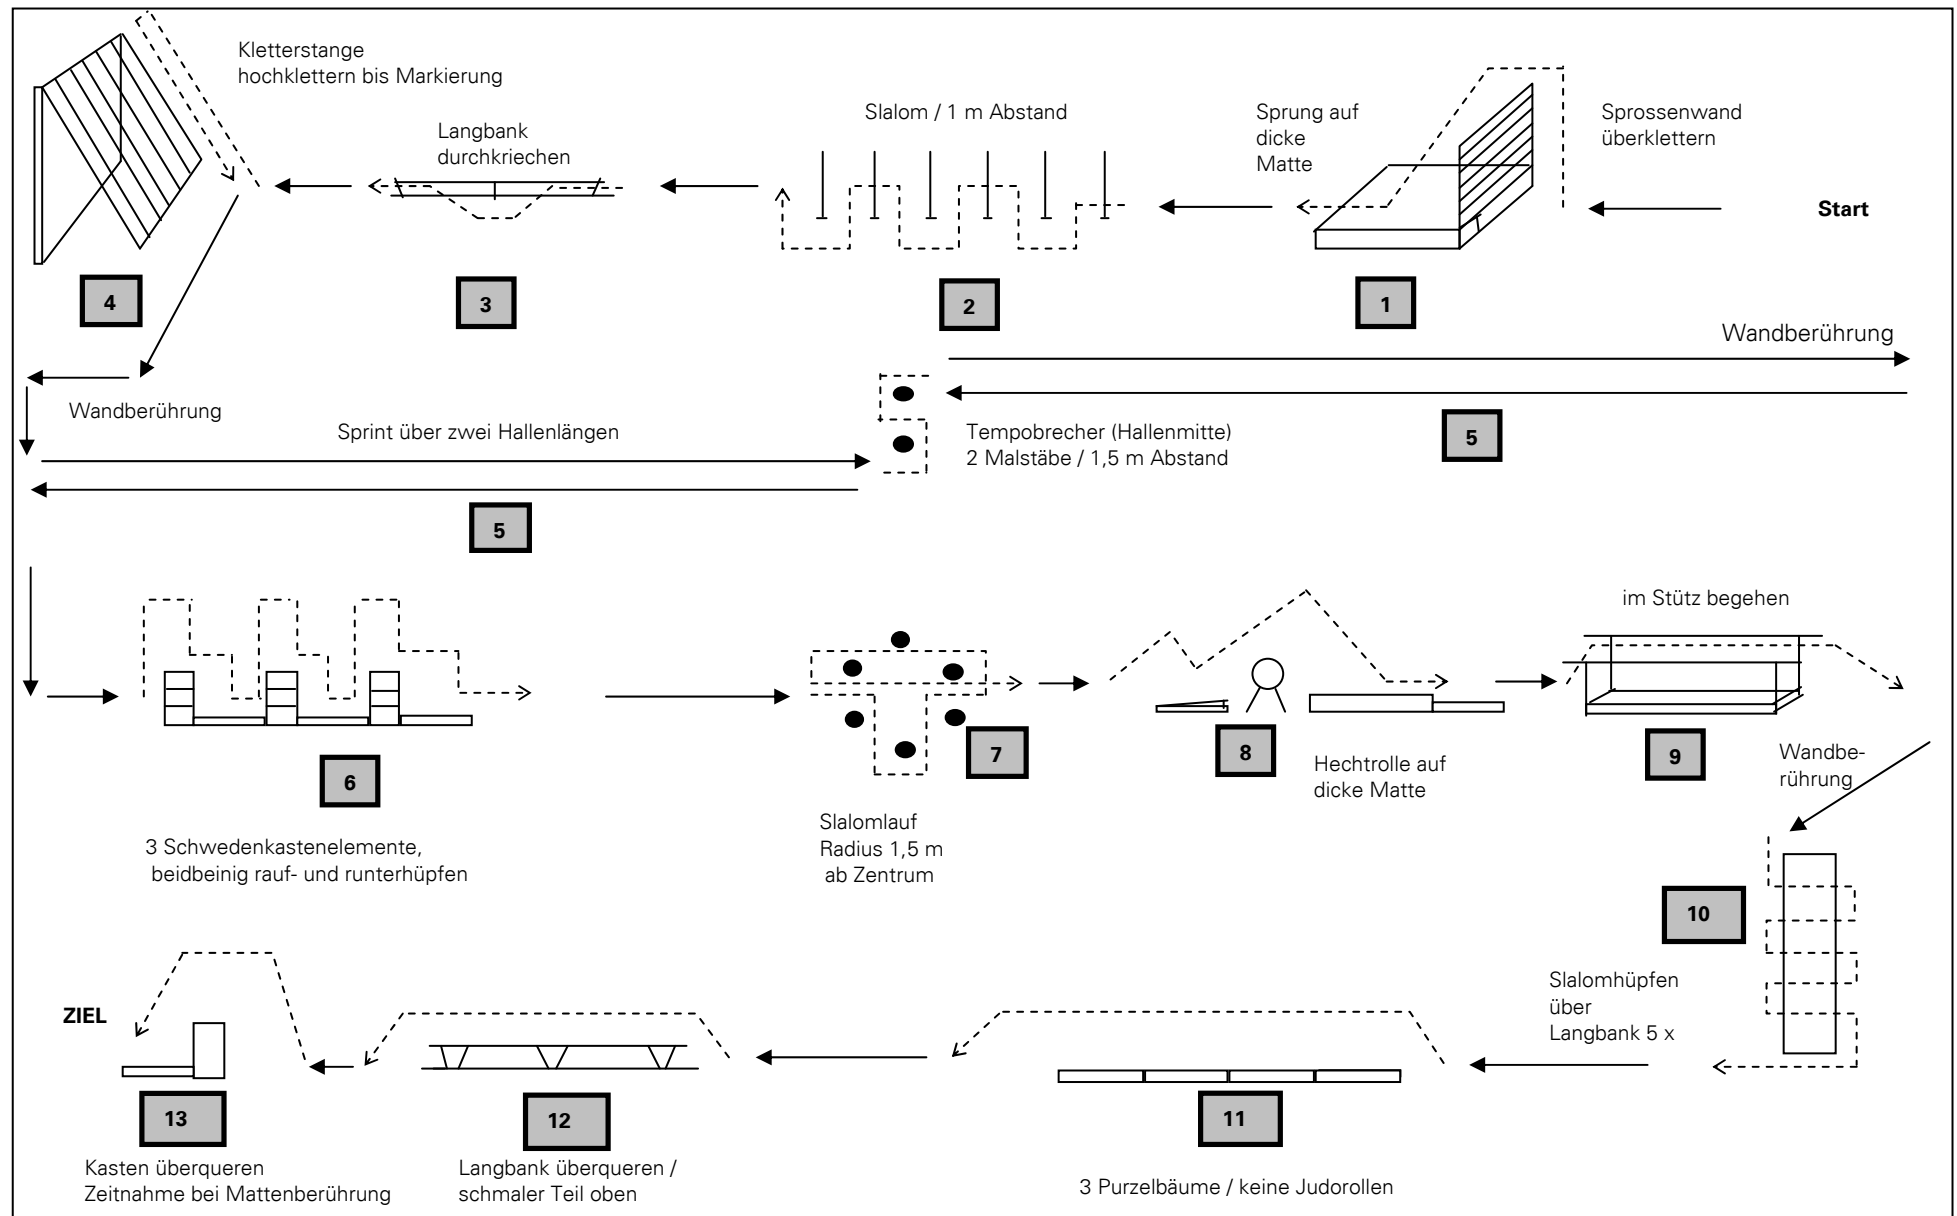 Kletterstange
hochklettern bis Markierung
Langbank
durchkriechen
Slalom / 1 m Abstand
Sprung auf
dicke
Matte
Sprossenwand
überklettern
Start
4
3
2
1
Wandberührung
Wandberührung
Sprint über zwei Hallenlängen
Tempobrecher (Hallenmitte)
2 Malstäbe / 1,5 m Abstand
5
5
im Stütz begehen
6
7
8
9
Wandbe-
rührung
Hechtrolle auf
dicke Matte
3 Schwedenkastenelemente,
beidbeinig rauf- und runterhüpfen
Slalomlauf
Radius 1,5 m
ab Zentrum
10
Slalomhüpfen
über
Langbank 5 x
ZIEL
13
12
11
Kasten überqueren
Zeitnahme bei Mattenberührung
Langbank überqueren /
schmaler Teil oben
3 Purzelbäume / keine Judorollen